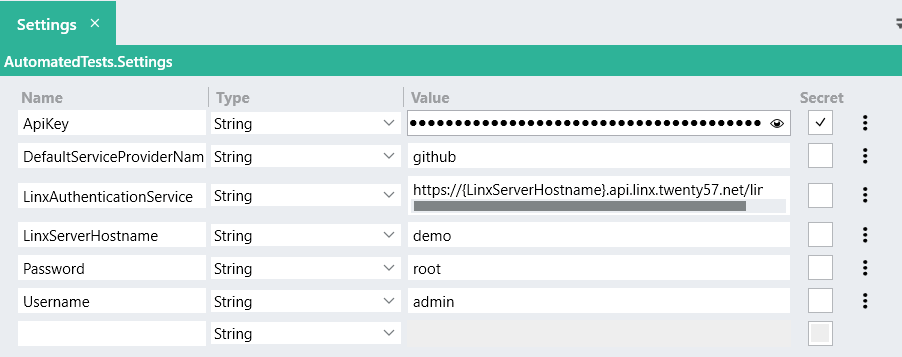 Settings ×
AutomatedTests.Settings
Name Type Value Secret
ApiKey String ••••••••••••••••••••••••••••••••••••••• ✓
DefaultServiceProviderNam String github
LinxAuthenticationService String https://{LinxServerHostname}.api.linx.twenty57.net/lin
LinxServerHostname String demo
Password String root
Username String admin
String